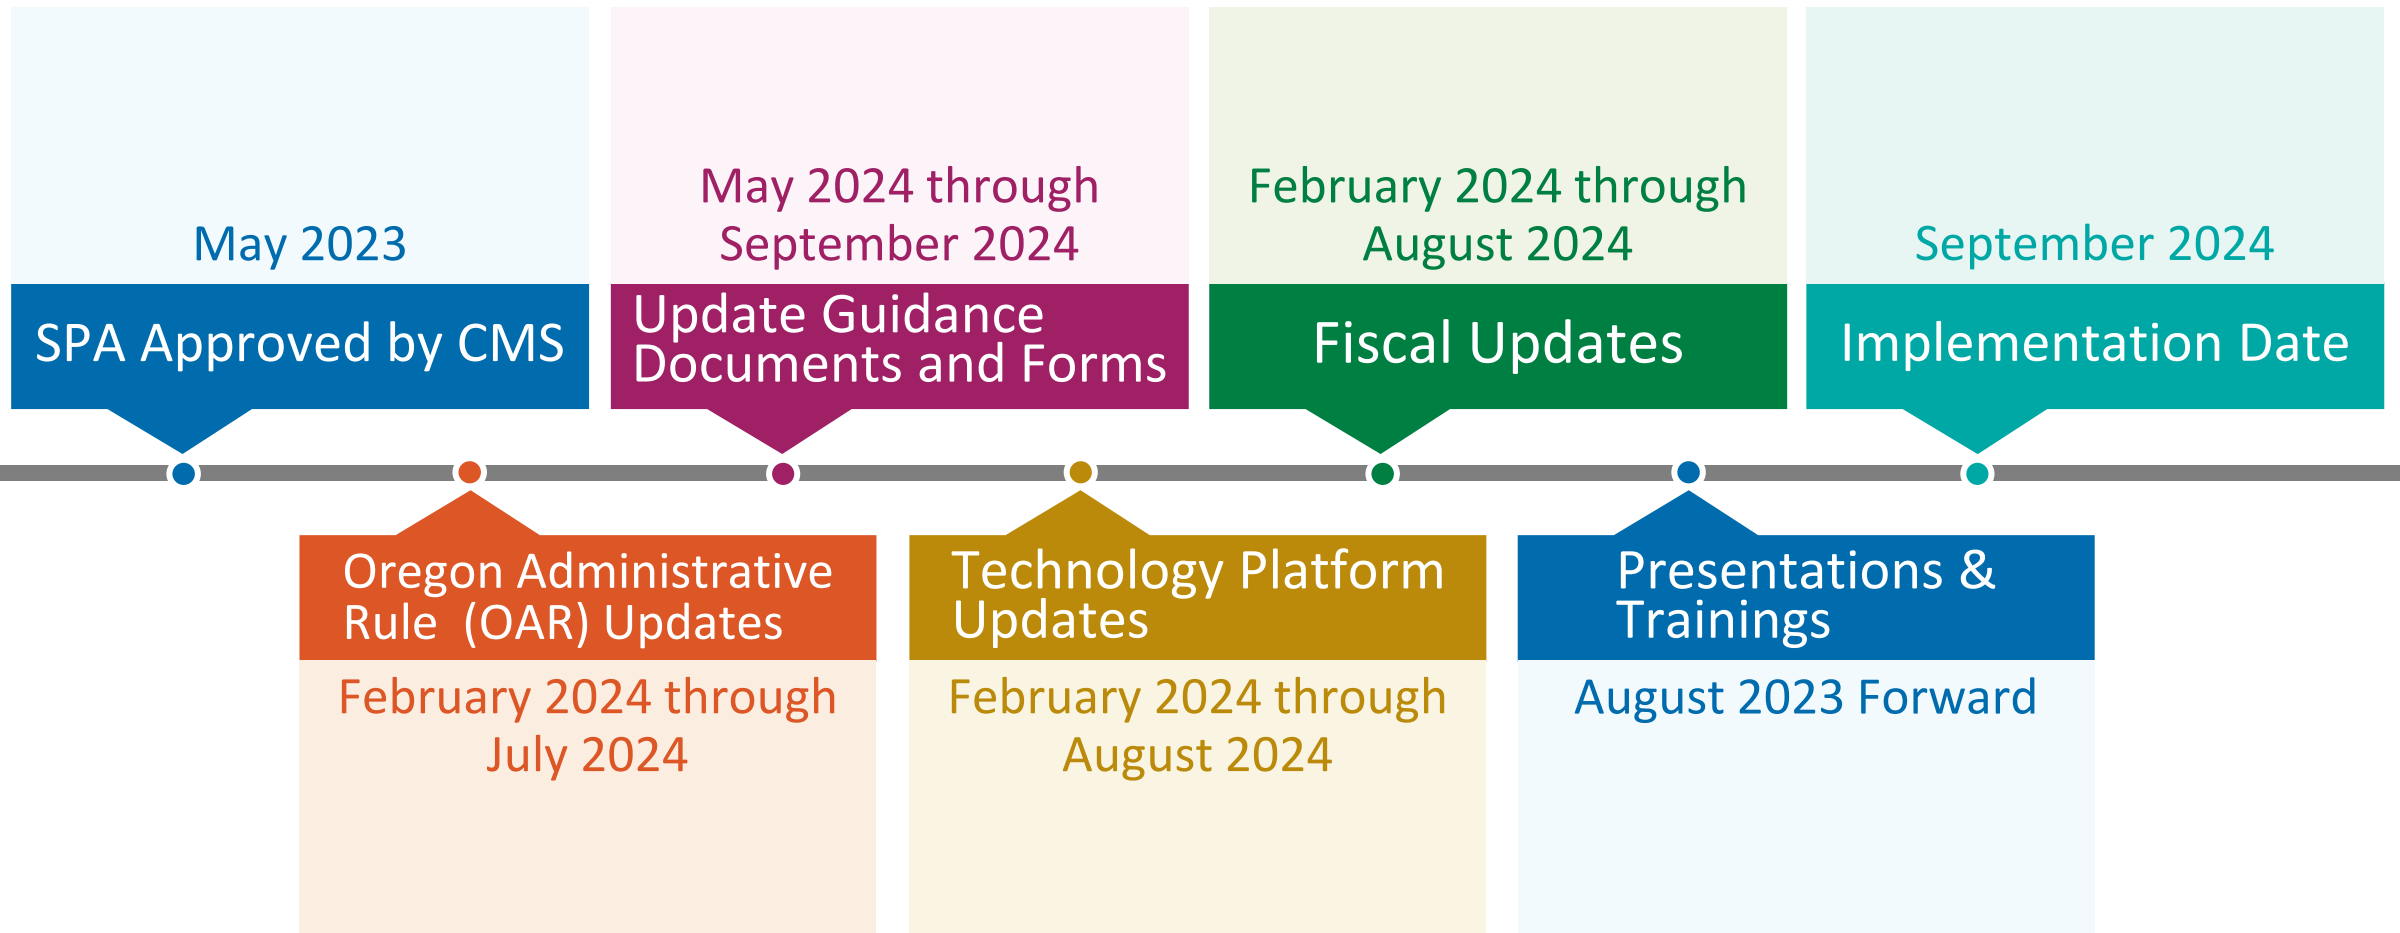 May 2023
SPA Approved by CMS
Oregon Administrative
Rule  (OAR) Updates
February 2024 through
July 2024
May 2024 through
September 2024
Update Guidance
Documents and Forms
Technology Platform
Updates
February 2024 through
August 2024
February 2024 through
August 2024
Fiscal Updates
Presentations &
Trainings
August 2023 Forward
September 2024
Implementation Date